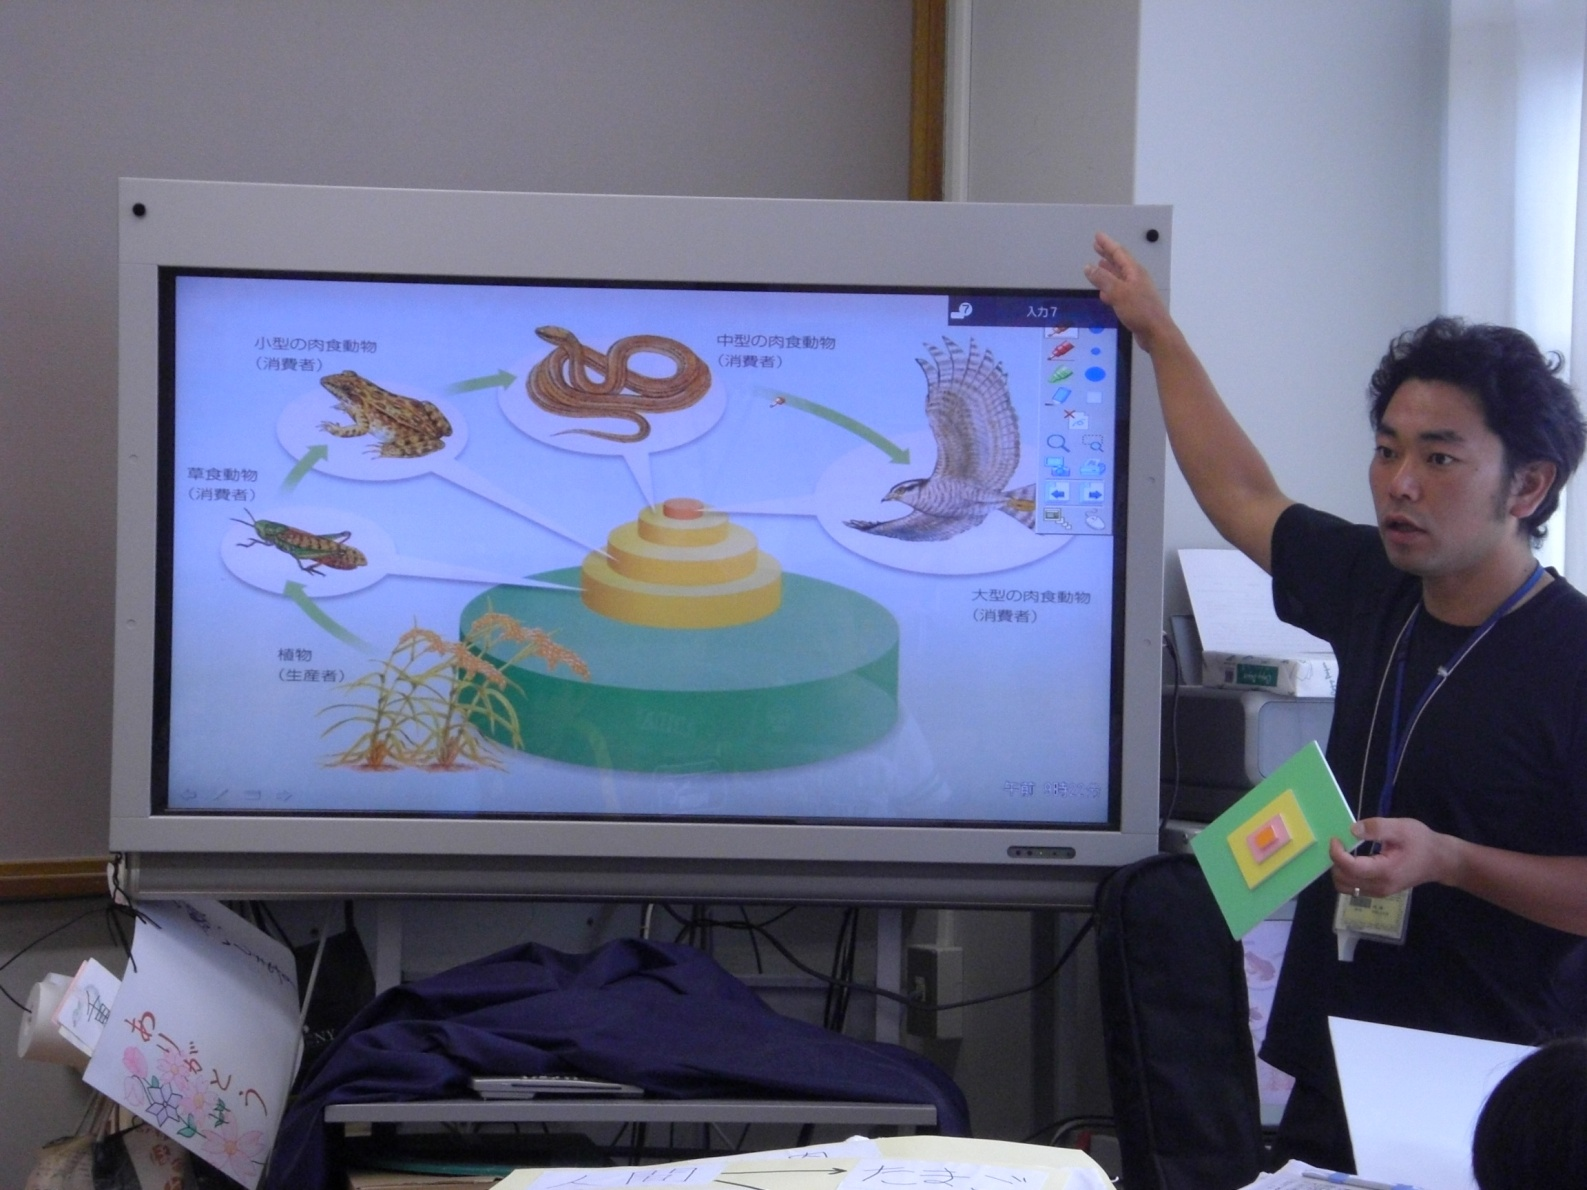 入力7
小型の肉食動物
（消費者）
中型の肉食動物
（消費者）
草食動物
（消費者）
大型の肉食動物
（消費者）
植物
（生産者）
ありがとう
たまご